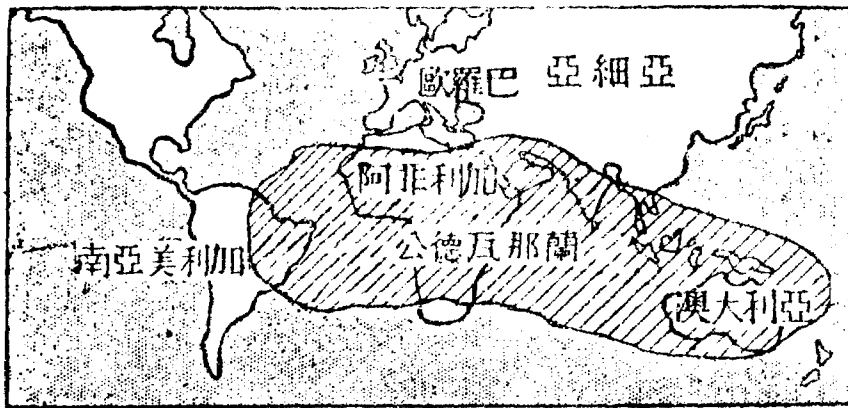 歐羅巴 亞細亞
阿非利加
南亞美利加 公德瓦那蘭
澳大利亞